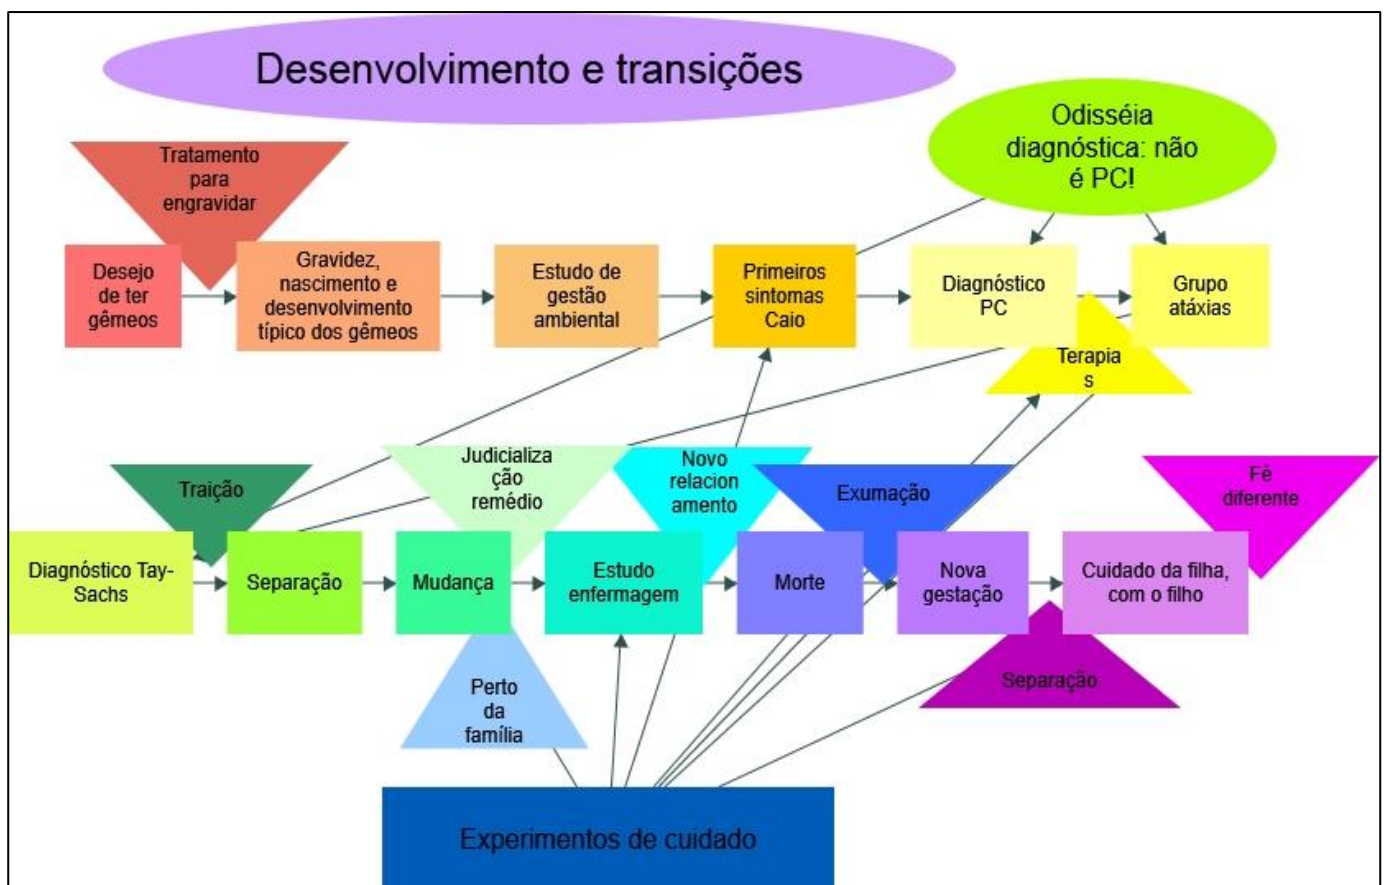 Desenvolvimento e transições
Odisséia
diagnóstica: não
é PC!
Tratamento
para
engravidar
Desejo
de ter
gêmeos
Gravidez,
nascimento e
desenvolvimento
típico dos gêmeos
Estudo de
gestão
ambiental
Primeiros
sintomas
Caio
Diagnóstico
PC
Grupo
atáxias
Terapia
s
Traição
Judicializa
ção
remédio
Novo
relacion
amento
Exumação
Fé
diferente
Diagnóstico Tay-
Sachs
Separação
Mudança
Estudo
enfermagem
Morte
Nova
gestação
Cuidado da filha,
com o filho
Perto
da
família
Separação
Experimentos de cuidado